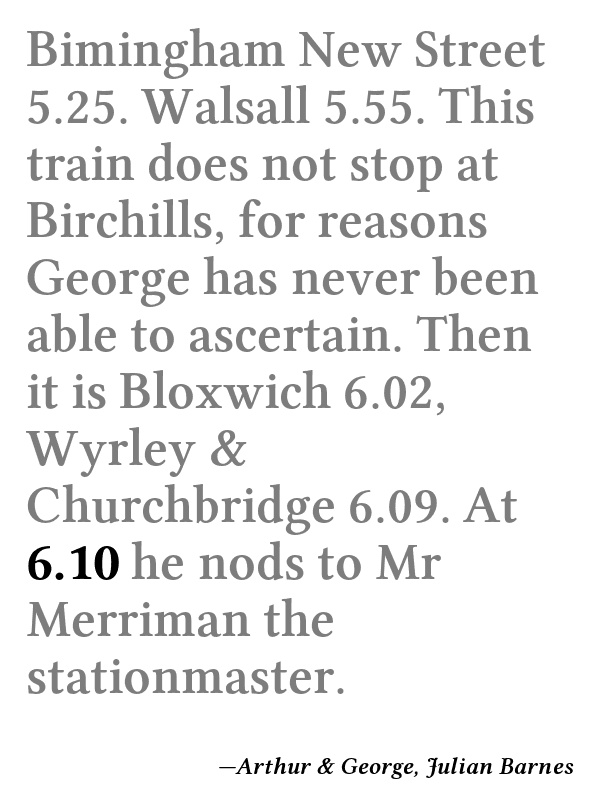 Bimingham New Street
5.25. Walsall 5.55. This
train does not stop at
Birchills, for reasons
George has never been
able to ascertain. Then
it is Bloxwich 6.02,
Wyrley &
Churchbridge 6.09. At
6.10 he nods to Mr
Merriman the
stationmaster.
—Arthur & George, Julian Barnes